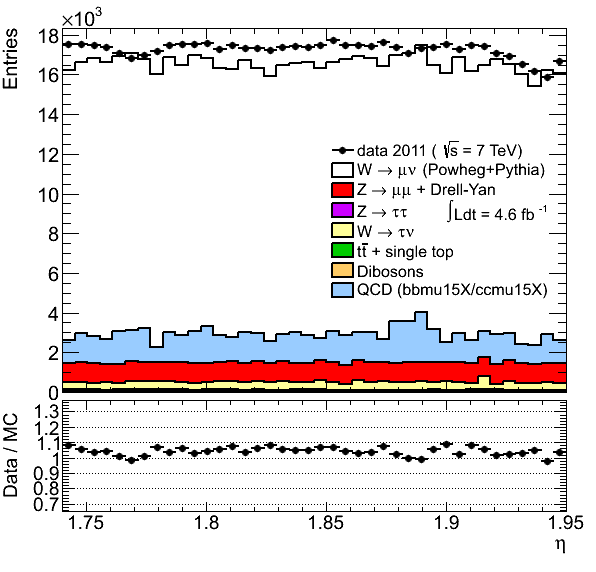 ×10³
Entries
18
16
14
12
10
8
6
4
2
0
data 2011 ( √s = 7 TeV)
W → μν (Powheg+Pythia)
Z → μμ + Drell-Yan
Z → ττ ∫Ldt = 4.6 fb⁻¹
W → τν
tt̅ + single top
Dibosons
QCD (bbmu15X/ccmu15X)
Data / MC
1.3
1.2
1.1
1
0.9
0.8
0.7
1.75 1.8 1.85 1.9 1.95
η